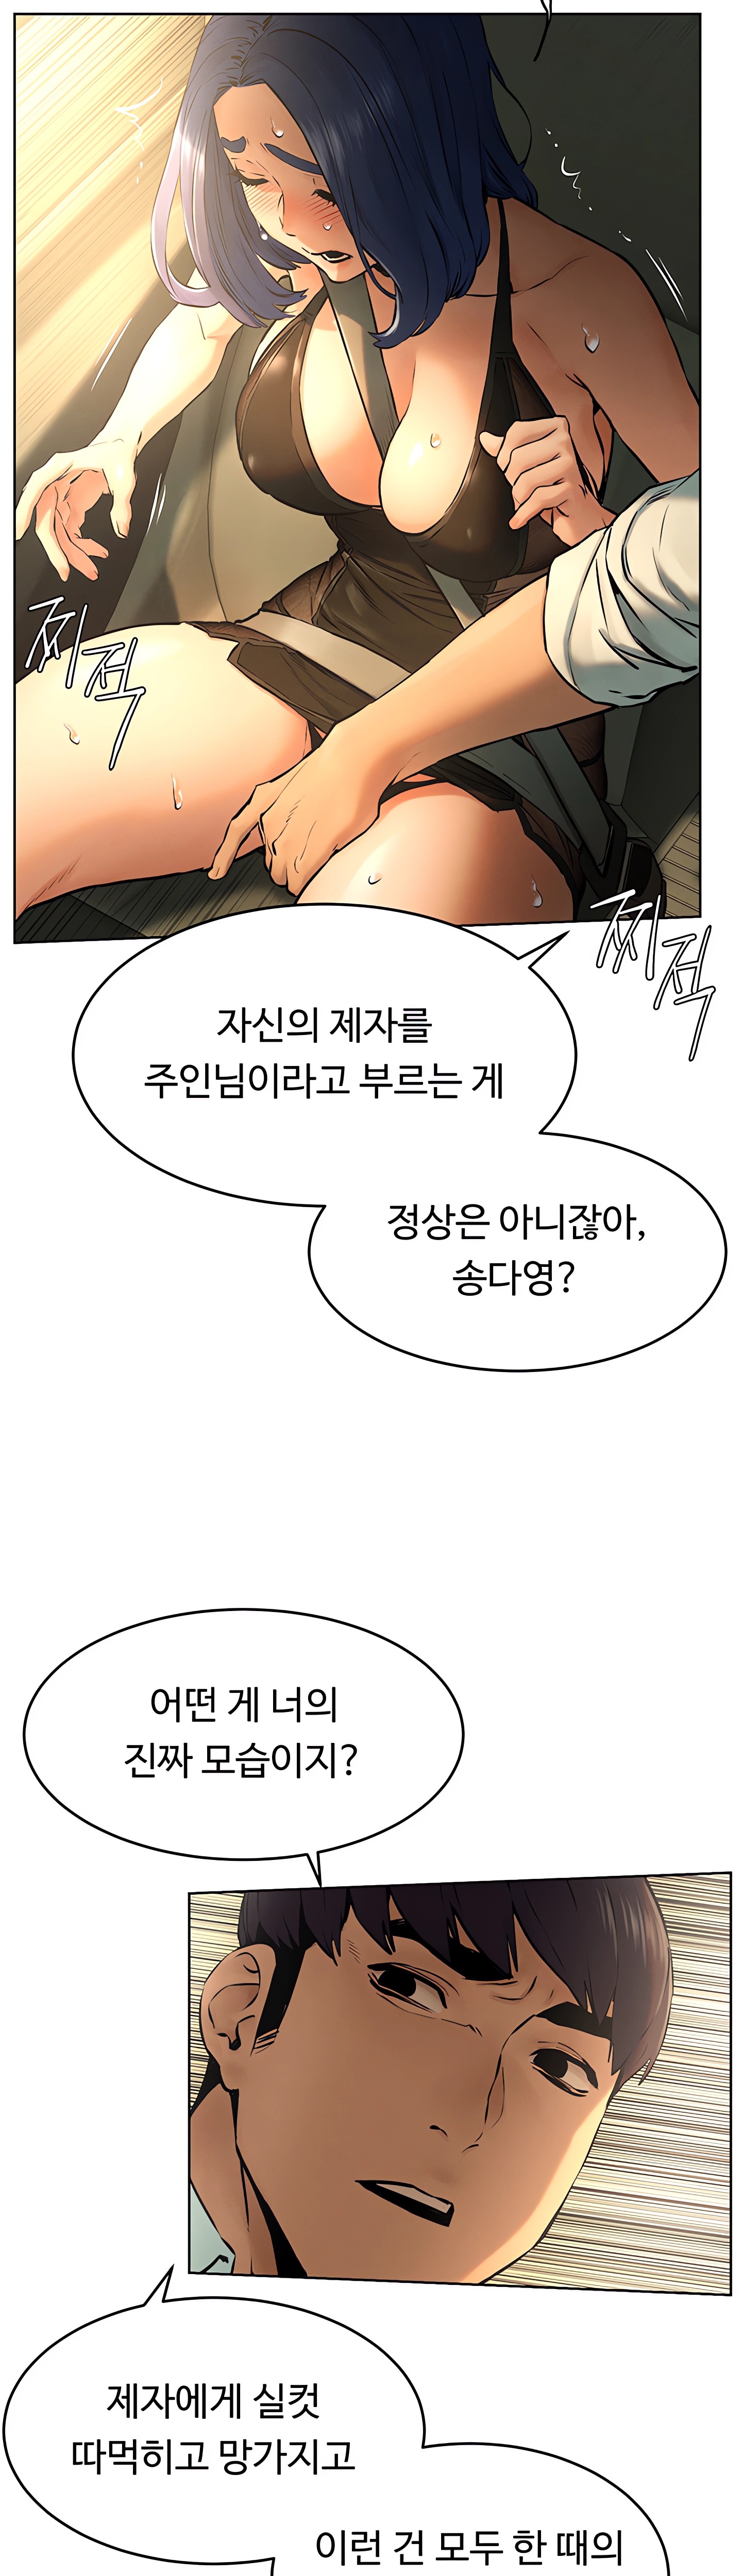 찌걱
찌걱
자신의 제자를
주인님이라고 부르는 게
정상은 아니잖아,
송다영?
어떤 게 너의
진짜 모습이지?
제자에게 실컷
따먹히고 망가지고
이런 건 모두 한 때의